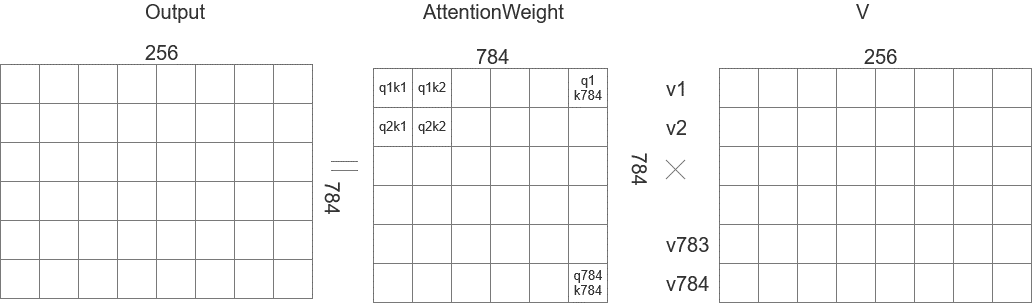 Output
AttentionWeight
V
256
784
256
q1k1
q1k2
q1
k784
v1
q2k1
q2k2
v2
784
784
v783
q784
k784
v784